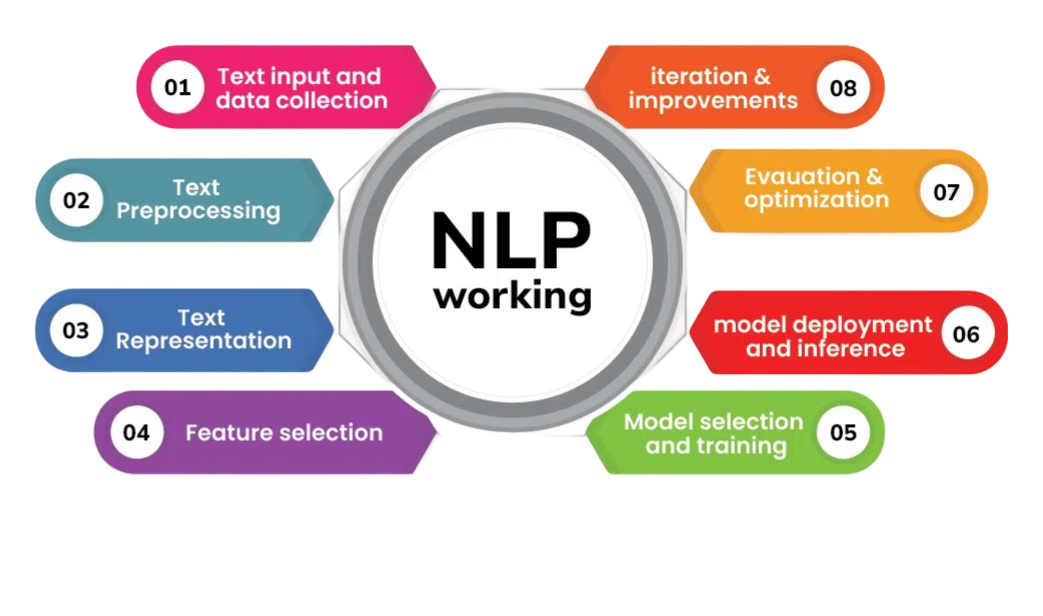 01
Text input and
data collection
02
Text
Preprocessing
03
Text
Representation
04
Feature selection
NLP
working
iteration &
improvements
08
Evauation &
optimization
07
model deployment
and inference
06
Model selection
and training
05